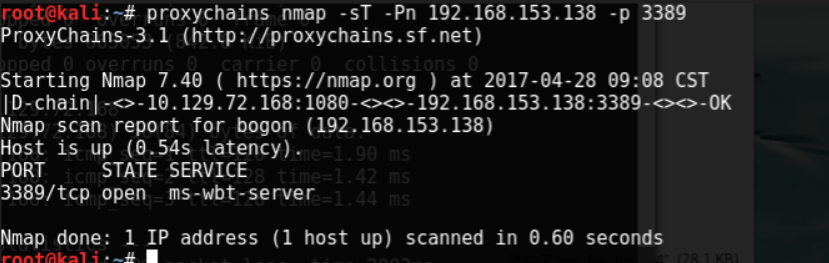 root@kali:~# proxychains nmap -sT -Pn 192.168.153.138 -p 3389
ProxyChains-3.1 (http://proxychains.sf.net)
Starting Nmap 7.40 ( https://nmap.org ) at 2017-04-28 09:08 CST
|D-chain|-<>-10.129.72.168:1080-<><>-192.168.153.138:3389-<><>-OK
Nmap scan report for bogon (192.168.153.138)
Host is up (0.54s latency).
PORT STATE SERVICE
3389/tcp open ms-wbt-server
Nmap done: 1 IP address (1 host up) scanned in 0.60 seconds
root@kali:~#